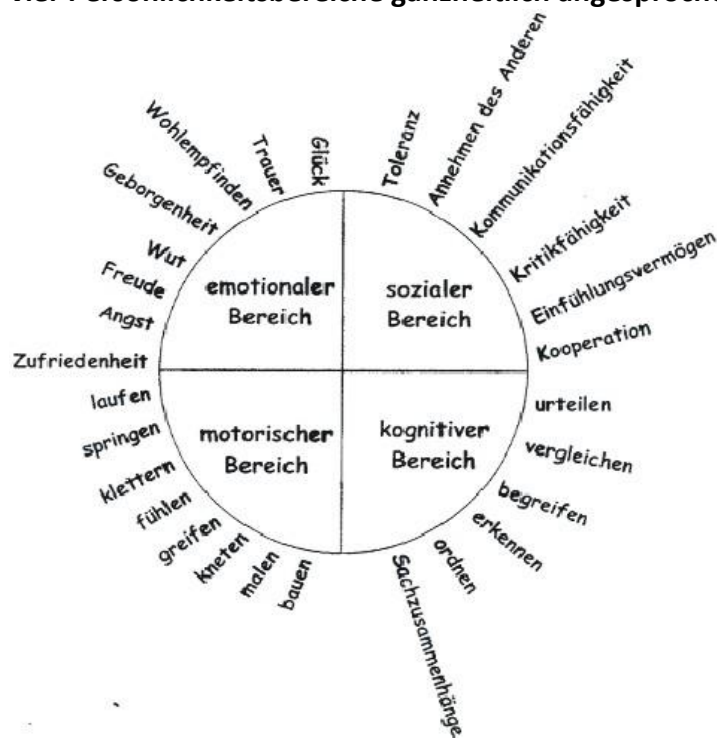 Glück
Trauer
Wohlempfinden
Geborgenheit
Wut
Freude
Angst
Zufriedenheit
emotionaler
Bereich
Toleranz
Annehmen des Anderen
Kommunikationsfähigkeit
Kritikfähigkeit
Einfühlungsvermögen
Kooperation
sozialer
Bereich
laufen
springen
klettern
fühlen
greifen
kneten
malen
bauen
motorischer
Bereich
urteilen
vergleichen
begreifen
erkennen
ordnen
Sachzusammenhänge
kognitiver
Bereich